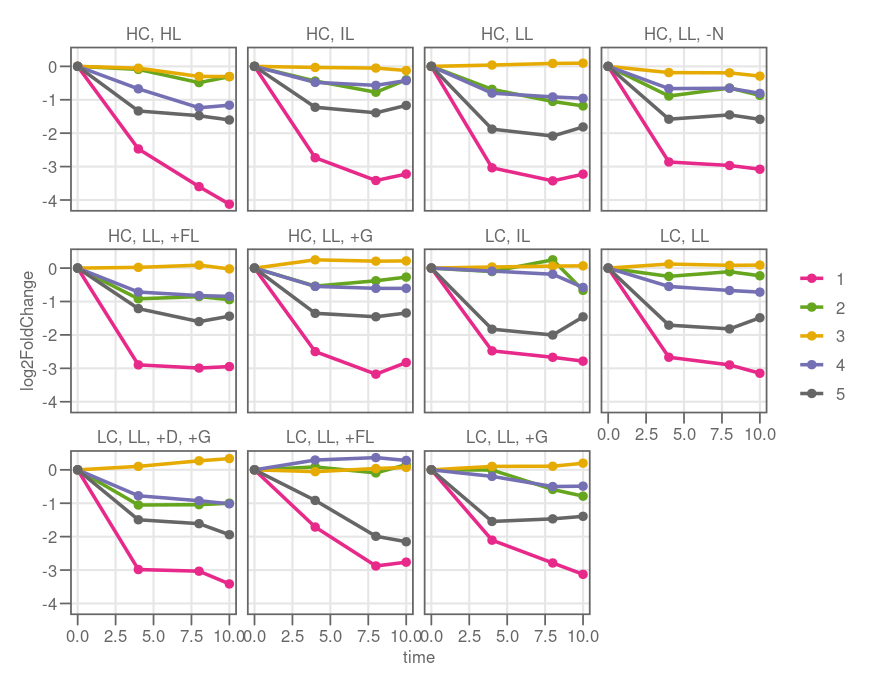 HC, HL
HC, IL
HC, LL
HC, LL, -N
0
-1
-2
-3
-4
HC, LL, +FL
HC, LL, +G
LC, IL
LC, LL
0
-1
-2
-3
-4
log2FoldChange
1
2
3
4
5
0.0 2.5 5.0 7.5 10.0
LC, LL, +D, +G
LC, LL, +FL
LC, LL, +G
0
-1
-2
-3
-4
0.0 2.5 5.0 7.5 10.0
0.0 2.5 5.0 7.5 10.0
0.0 2.5 5.0 7.5 10.0
time